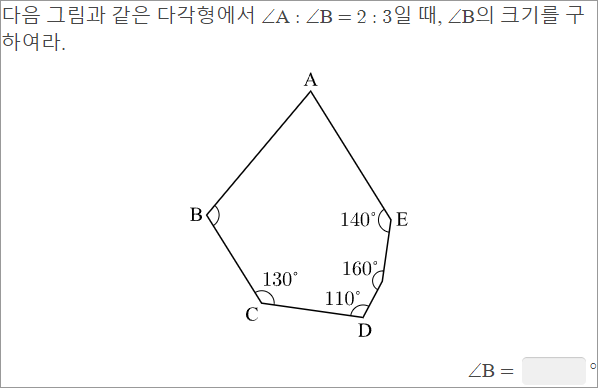 다음 그림과 같은 다각형에서 ∠A : ∠B = 2 : 3일 때, ∠B의 크기를 구
하여라.
A
B
140° E
160°
130°
110°
C
D
∠B = °